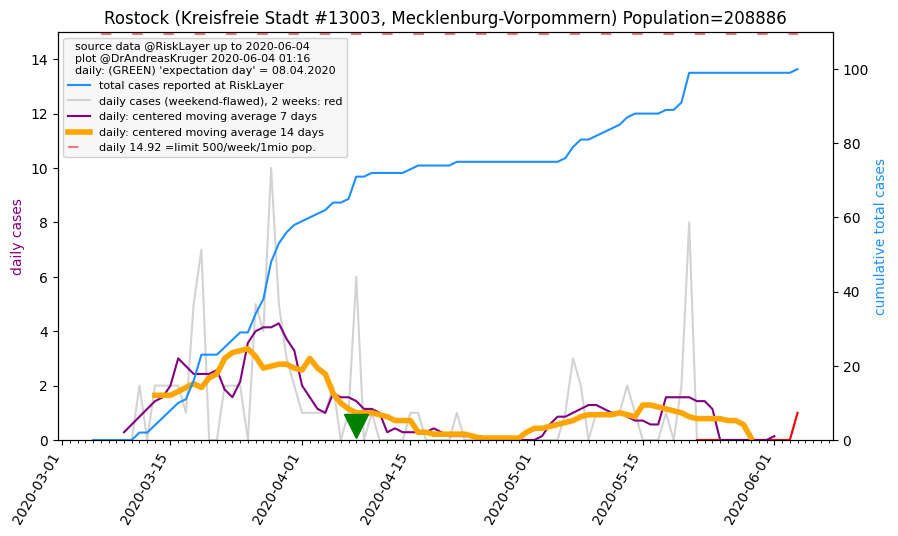 Rostock (Kreisfreie Stadt #13003, Mecklenburg-Vorpommern) Population=208886
source data @RiskLayer up to 2020-06-04
plot @DrAndreasKruger 2020-06-04 01:16
daily: (GREEN) 'expectation day' = 08.04.2020
total cases reported at RiskLayer
daily cases (weekend-flawed), 2 weeks: red
daily: centered moving average 7 days
daily: centered moving average 14 days
daily 14.92 =limit 500/week/1mio pop.
daily cases
14
12
10
8
6
4
2
0
cumulative total cases
100
80
60
40
20
0
2020-03-01
2020-03-15
2020-04-01
2020-04-15
2020-05-01
2020-05-15
2020-06-01